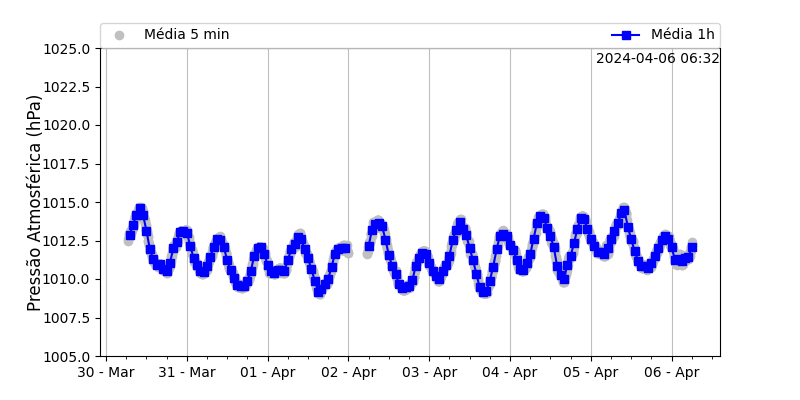 Média 5 min
Média 1h
2024-04-06 06:32
Pressão Atmosférica (hPa)
1025.0
1022.5
1020.0
1017.5
1015.0
1012.5
1010.0
1007.5
1005.0
30 - Mar
31 - Mar
01 - Apr
02 - Apr
03 - Apr
04 - Apr
05 - Apr
06 - Apr